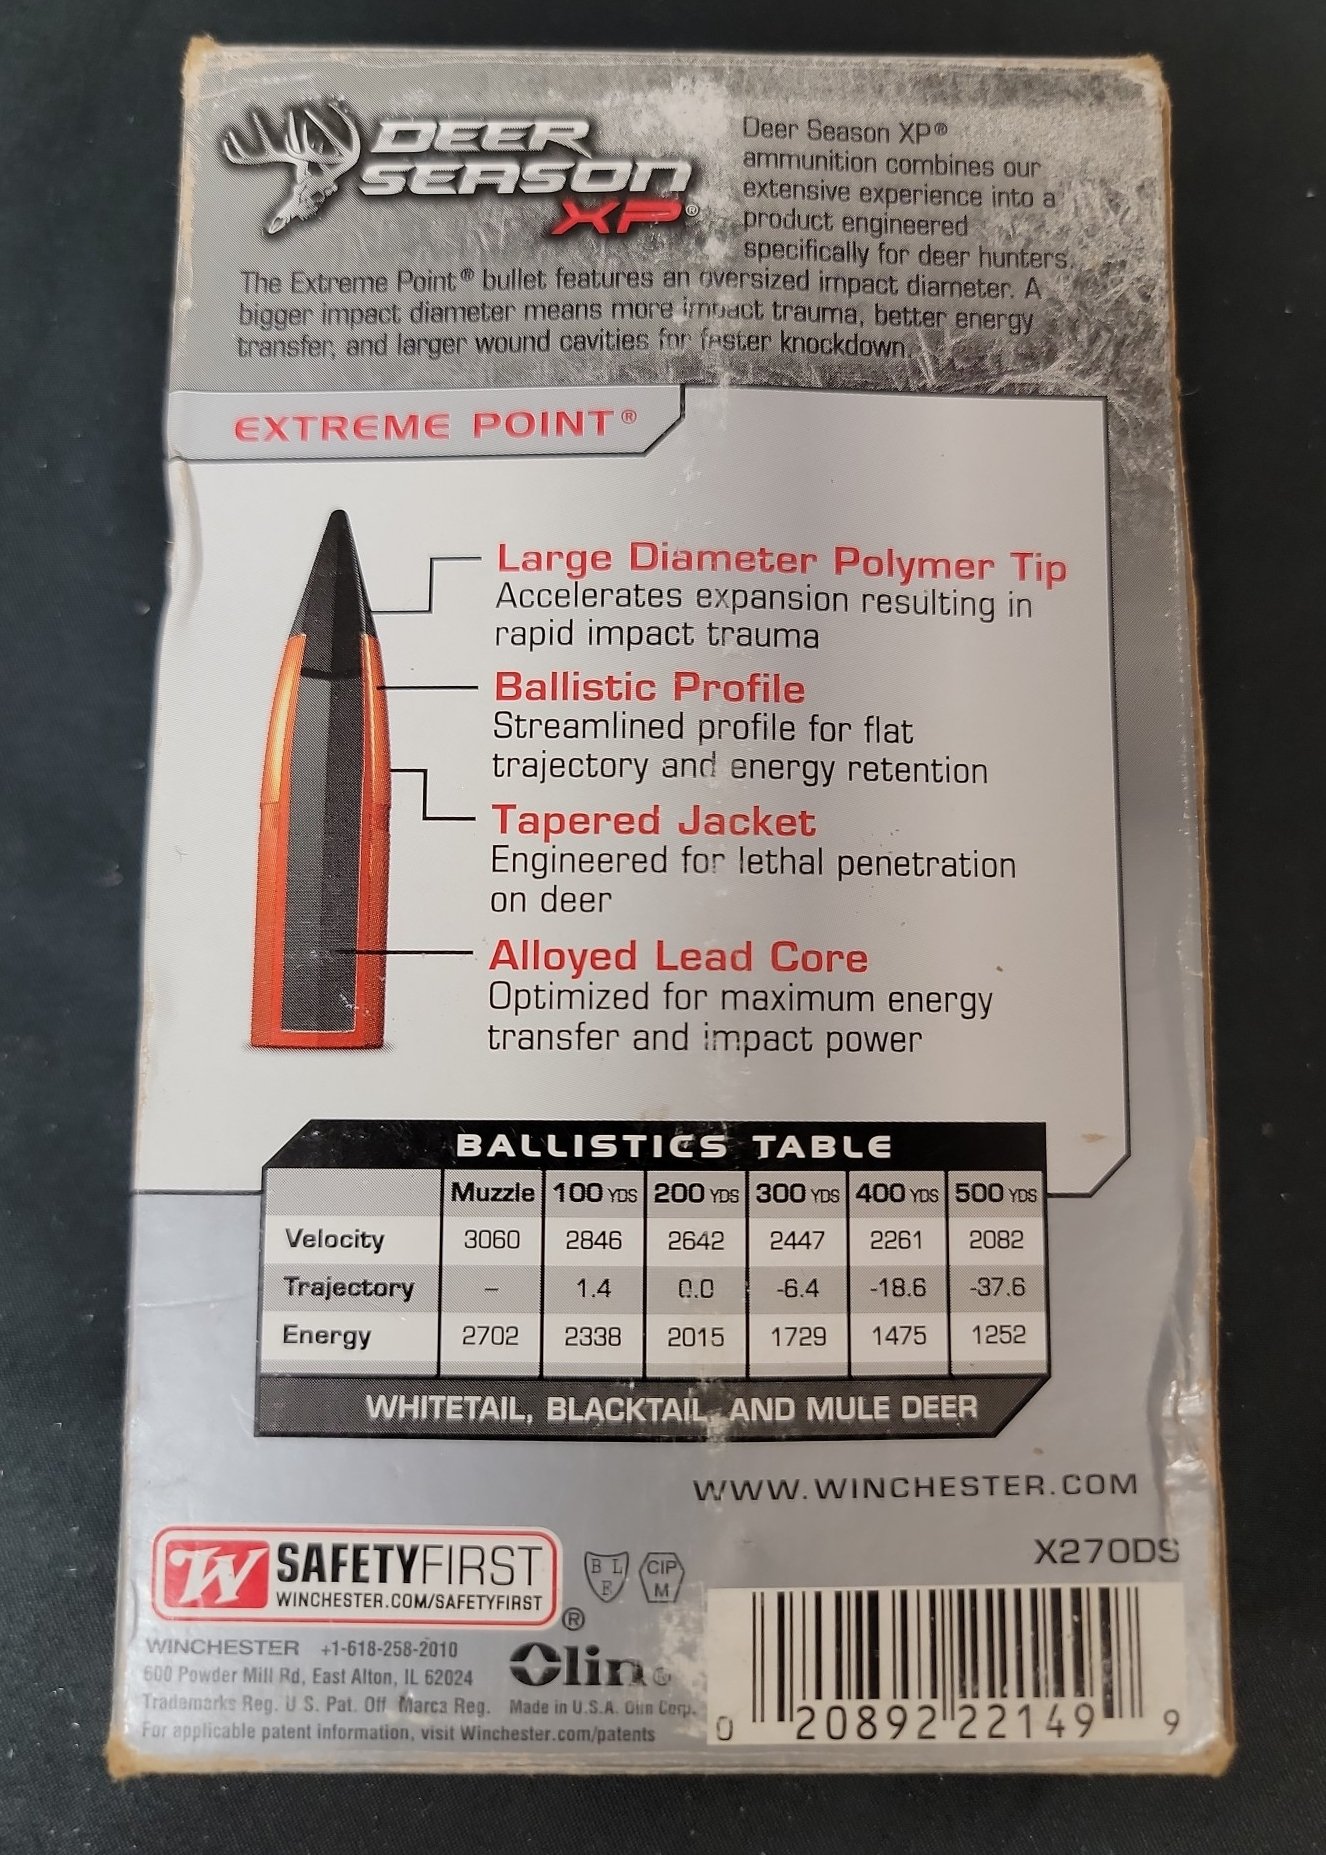 DEER
SEASON
XP®
Deer Season XP®
ammunition combines our
extensive experience into a
product engineered
specifically for deer hunters.
The Extreme Point® bullet features an oversized impact diameter. A
bigger impact diameter means more impact trauma, better energy
transfer, and larger wound cavities for faster knockdown.
EXTREME POINT®
Large Diameter Polymer Tip
Accelerates expansion resulting in
rapid impact trauma
Ballistic Profile
Streamlined profile for flat
trajectory and energy retention
Tapered Jacket
Engineered for lethal penetration
on deer
Alloyed Lead Core
Optimized for maximum energy
transfer and impact power
BALLISTICS TABLE
Muzzle 100 YDS 200 YDS 300 YDS 400 YDS 500 YDS
Velocity 3060 2846 2642 2447 2261 2082
Trajectory – 1.4 0.0 -6.4 -18.6 -37.6
Energy 2702 2338 2015 1729 1475 1252
WHITETAIL, BLACKTAIL, AND MULE DEER
WWW.WINCHESTER.COM
X270DS
W SAFETYFIRST
WINCHESTER.COM/SAFETYFIRST
®
B L
E
CIP
M
WINCHESTER +1-618-258-2010
600 Powder Mill Rd, East Alton, IL 62024
Trademarks Reg. U.S. Pat. Off. Marca Reg.
Olin®
Made in U.S.A. Olin Corp.
For applicable patent information, visit Winchester.com/patents
0 20892 22149 9